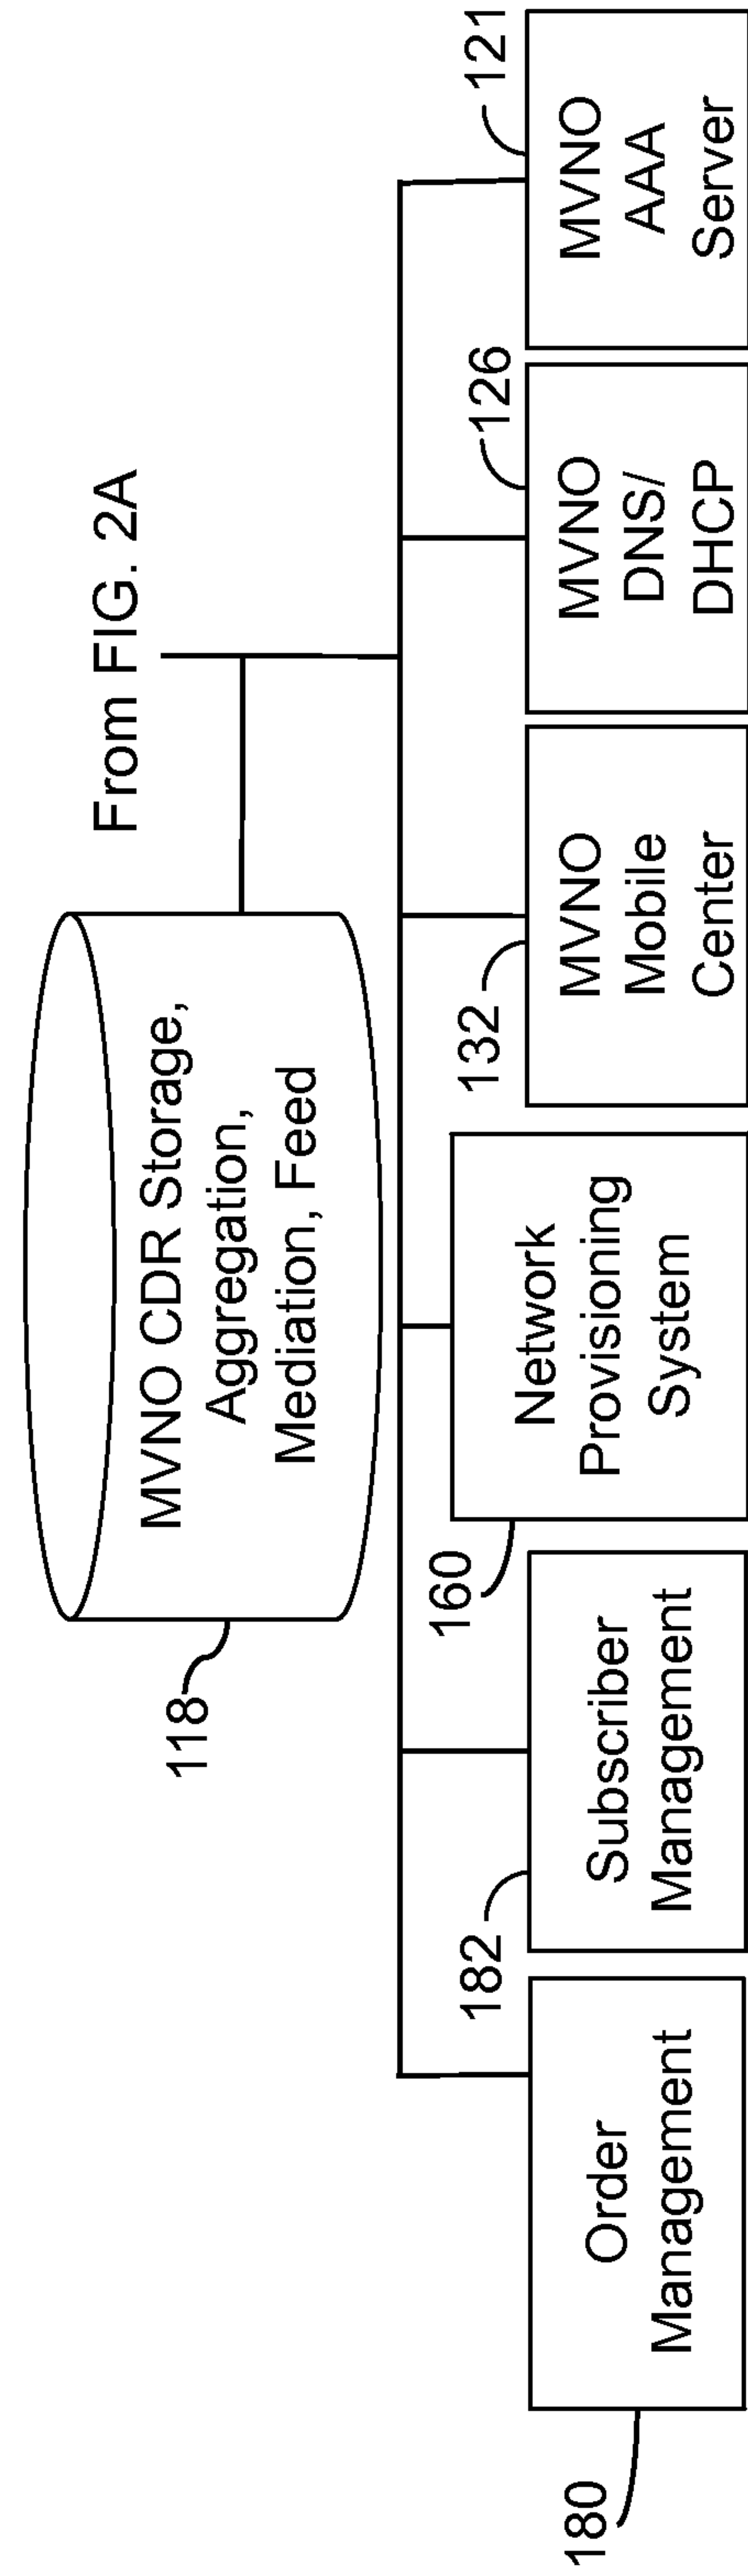 From FIG. 2A
MVNO CDR Storage,
Aggregation,
Mediation, Feed
118
180
Order
Management
182
Subscriber
Management
160
Network
Provisioning
System
132
MVNO
Mobile
Center
126
MVNO
DNS/
DHCP
121
MVNO
AAA
Server